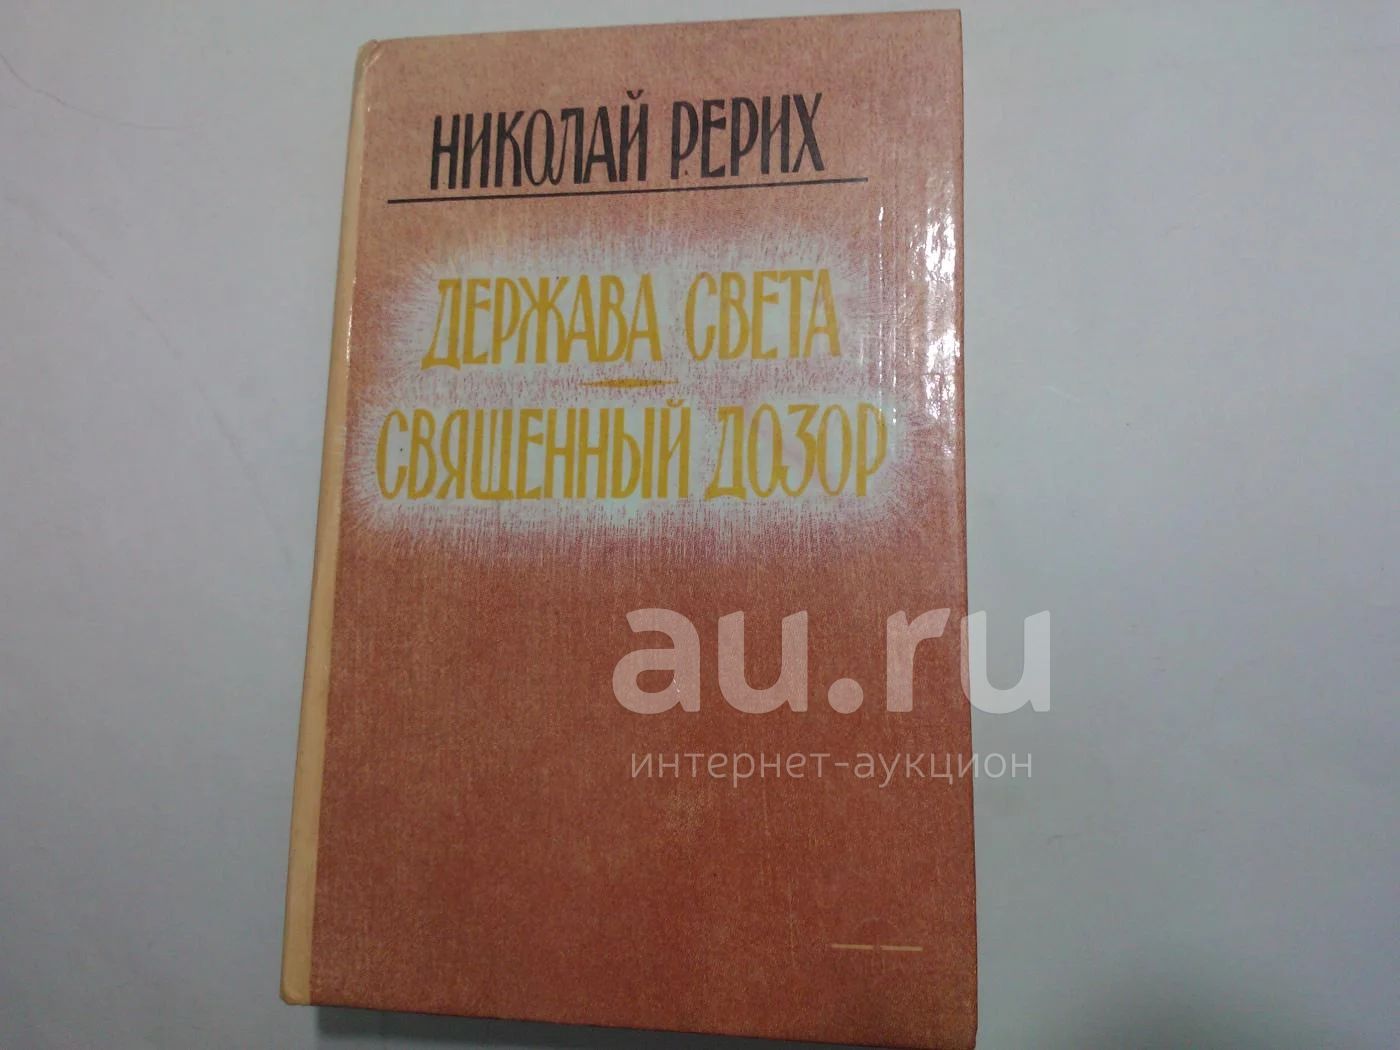 НИКОЛАЙ РЕРИХ
ДЕРЖАВА СВЕТА
СВЯЩЕННЫЙ ДОЗОР
au.ru
интернет-аукцион